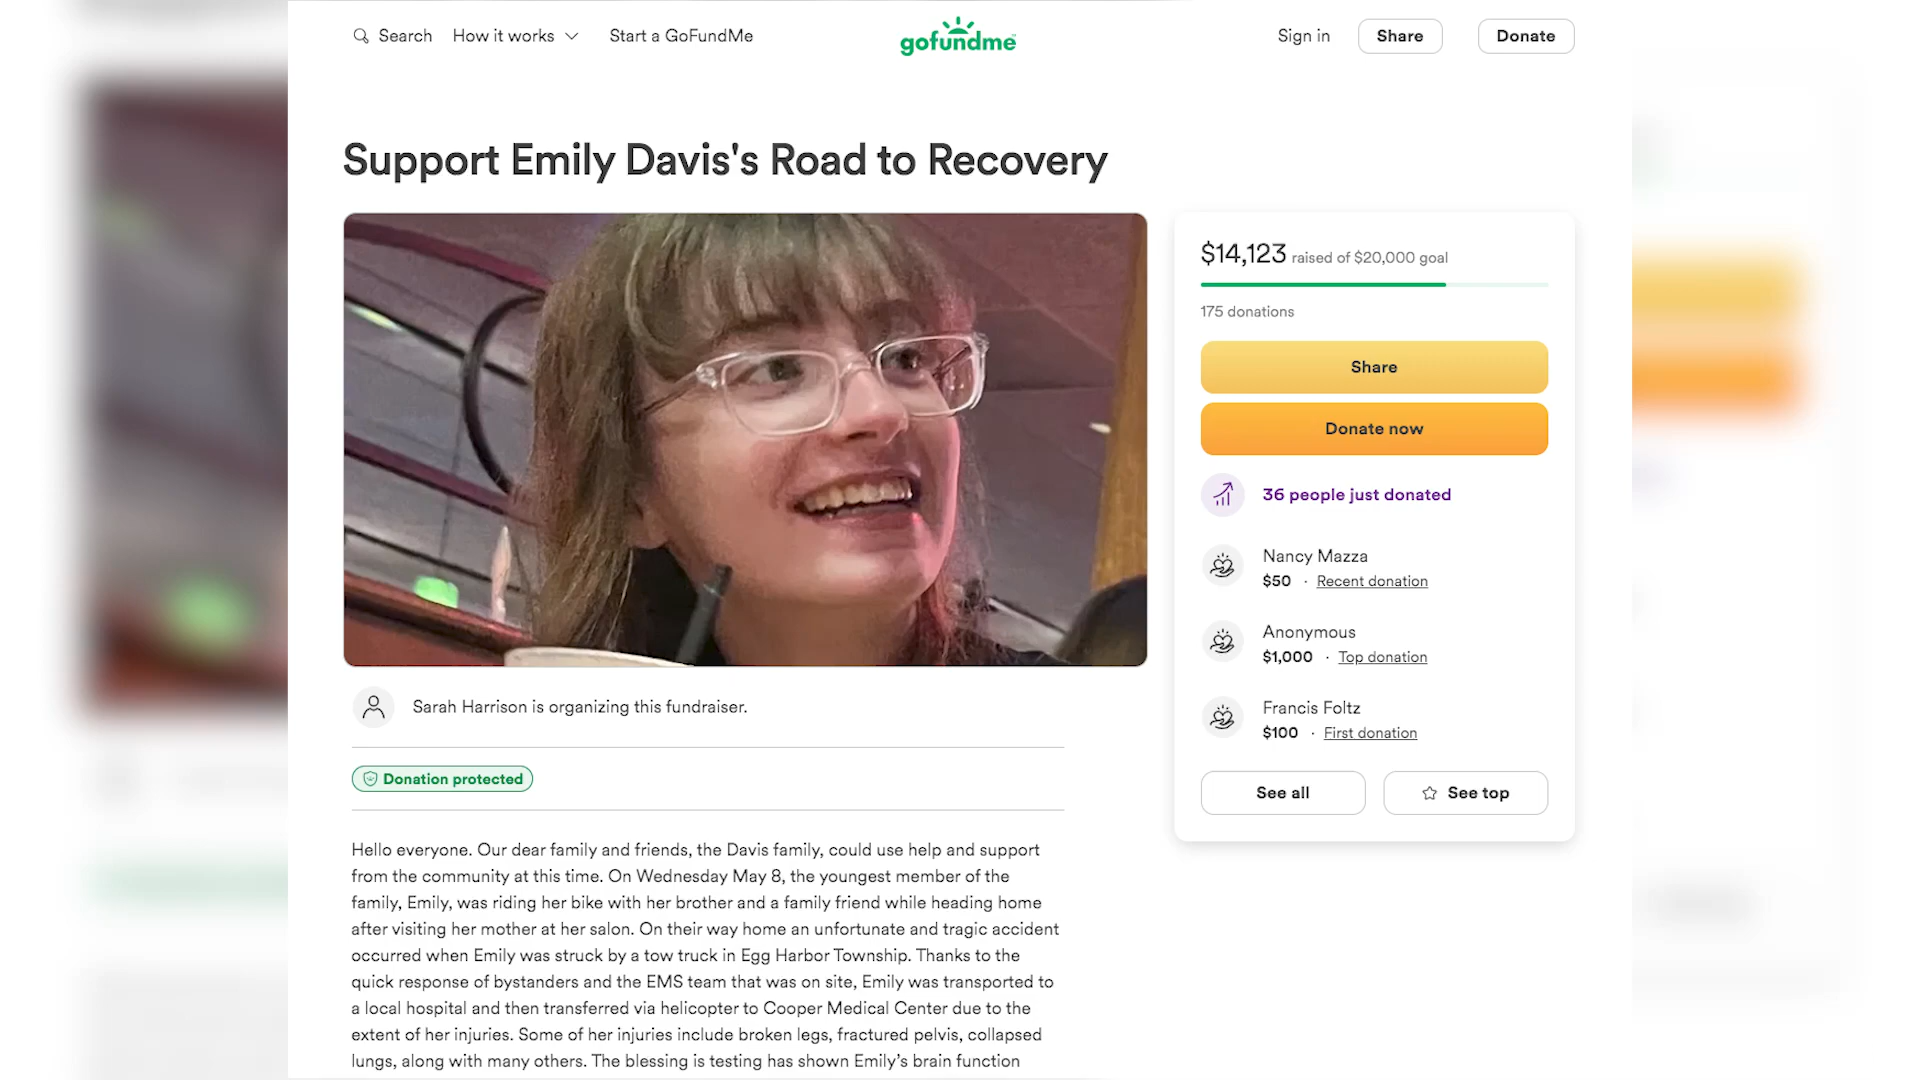 Search How it works Start a GoFundMe gofundme Sign in Share Donate
Support Emily Davis's Road to Recovery
$14,123 raised of $20,000 goal
175 donations
Share
Donate now
36 people just donated
Nancy Mazza
$50 · Recent donation
Anonymous
$1,000 · Top donation
Francis Foltz
$100 · First donation
See all See top
Sarah Harrison is organizing this fundraiser.
Donation protected
Hello everyone. Our dear family and friends, the Davis family, could use help and support
from the community at this time. On Wednesday May 8, the youngest member of the
family, Emily, was riding her bike with her brother and a family friend while heading home
after visiting her mother at her salon. On their way home an unfortunate and tragic accident
occurred when Emily was struck by a tow truck in Egg Harbor Township. Thanks to the
quick response of bystanders and the EMS team that was on site, Emily was transported to
a local hospital and then transferred via helicopter to Cooper Medical Center due to the
extent of her injuries. Some of her injuries include broken legs, fractured pelvis, collapsed
lungs, along with many others. The blessing is testing has shown Emily’s brain function